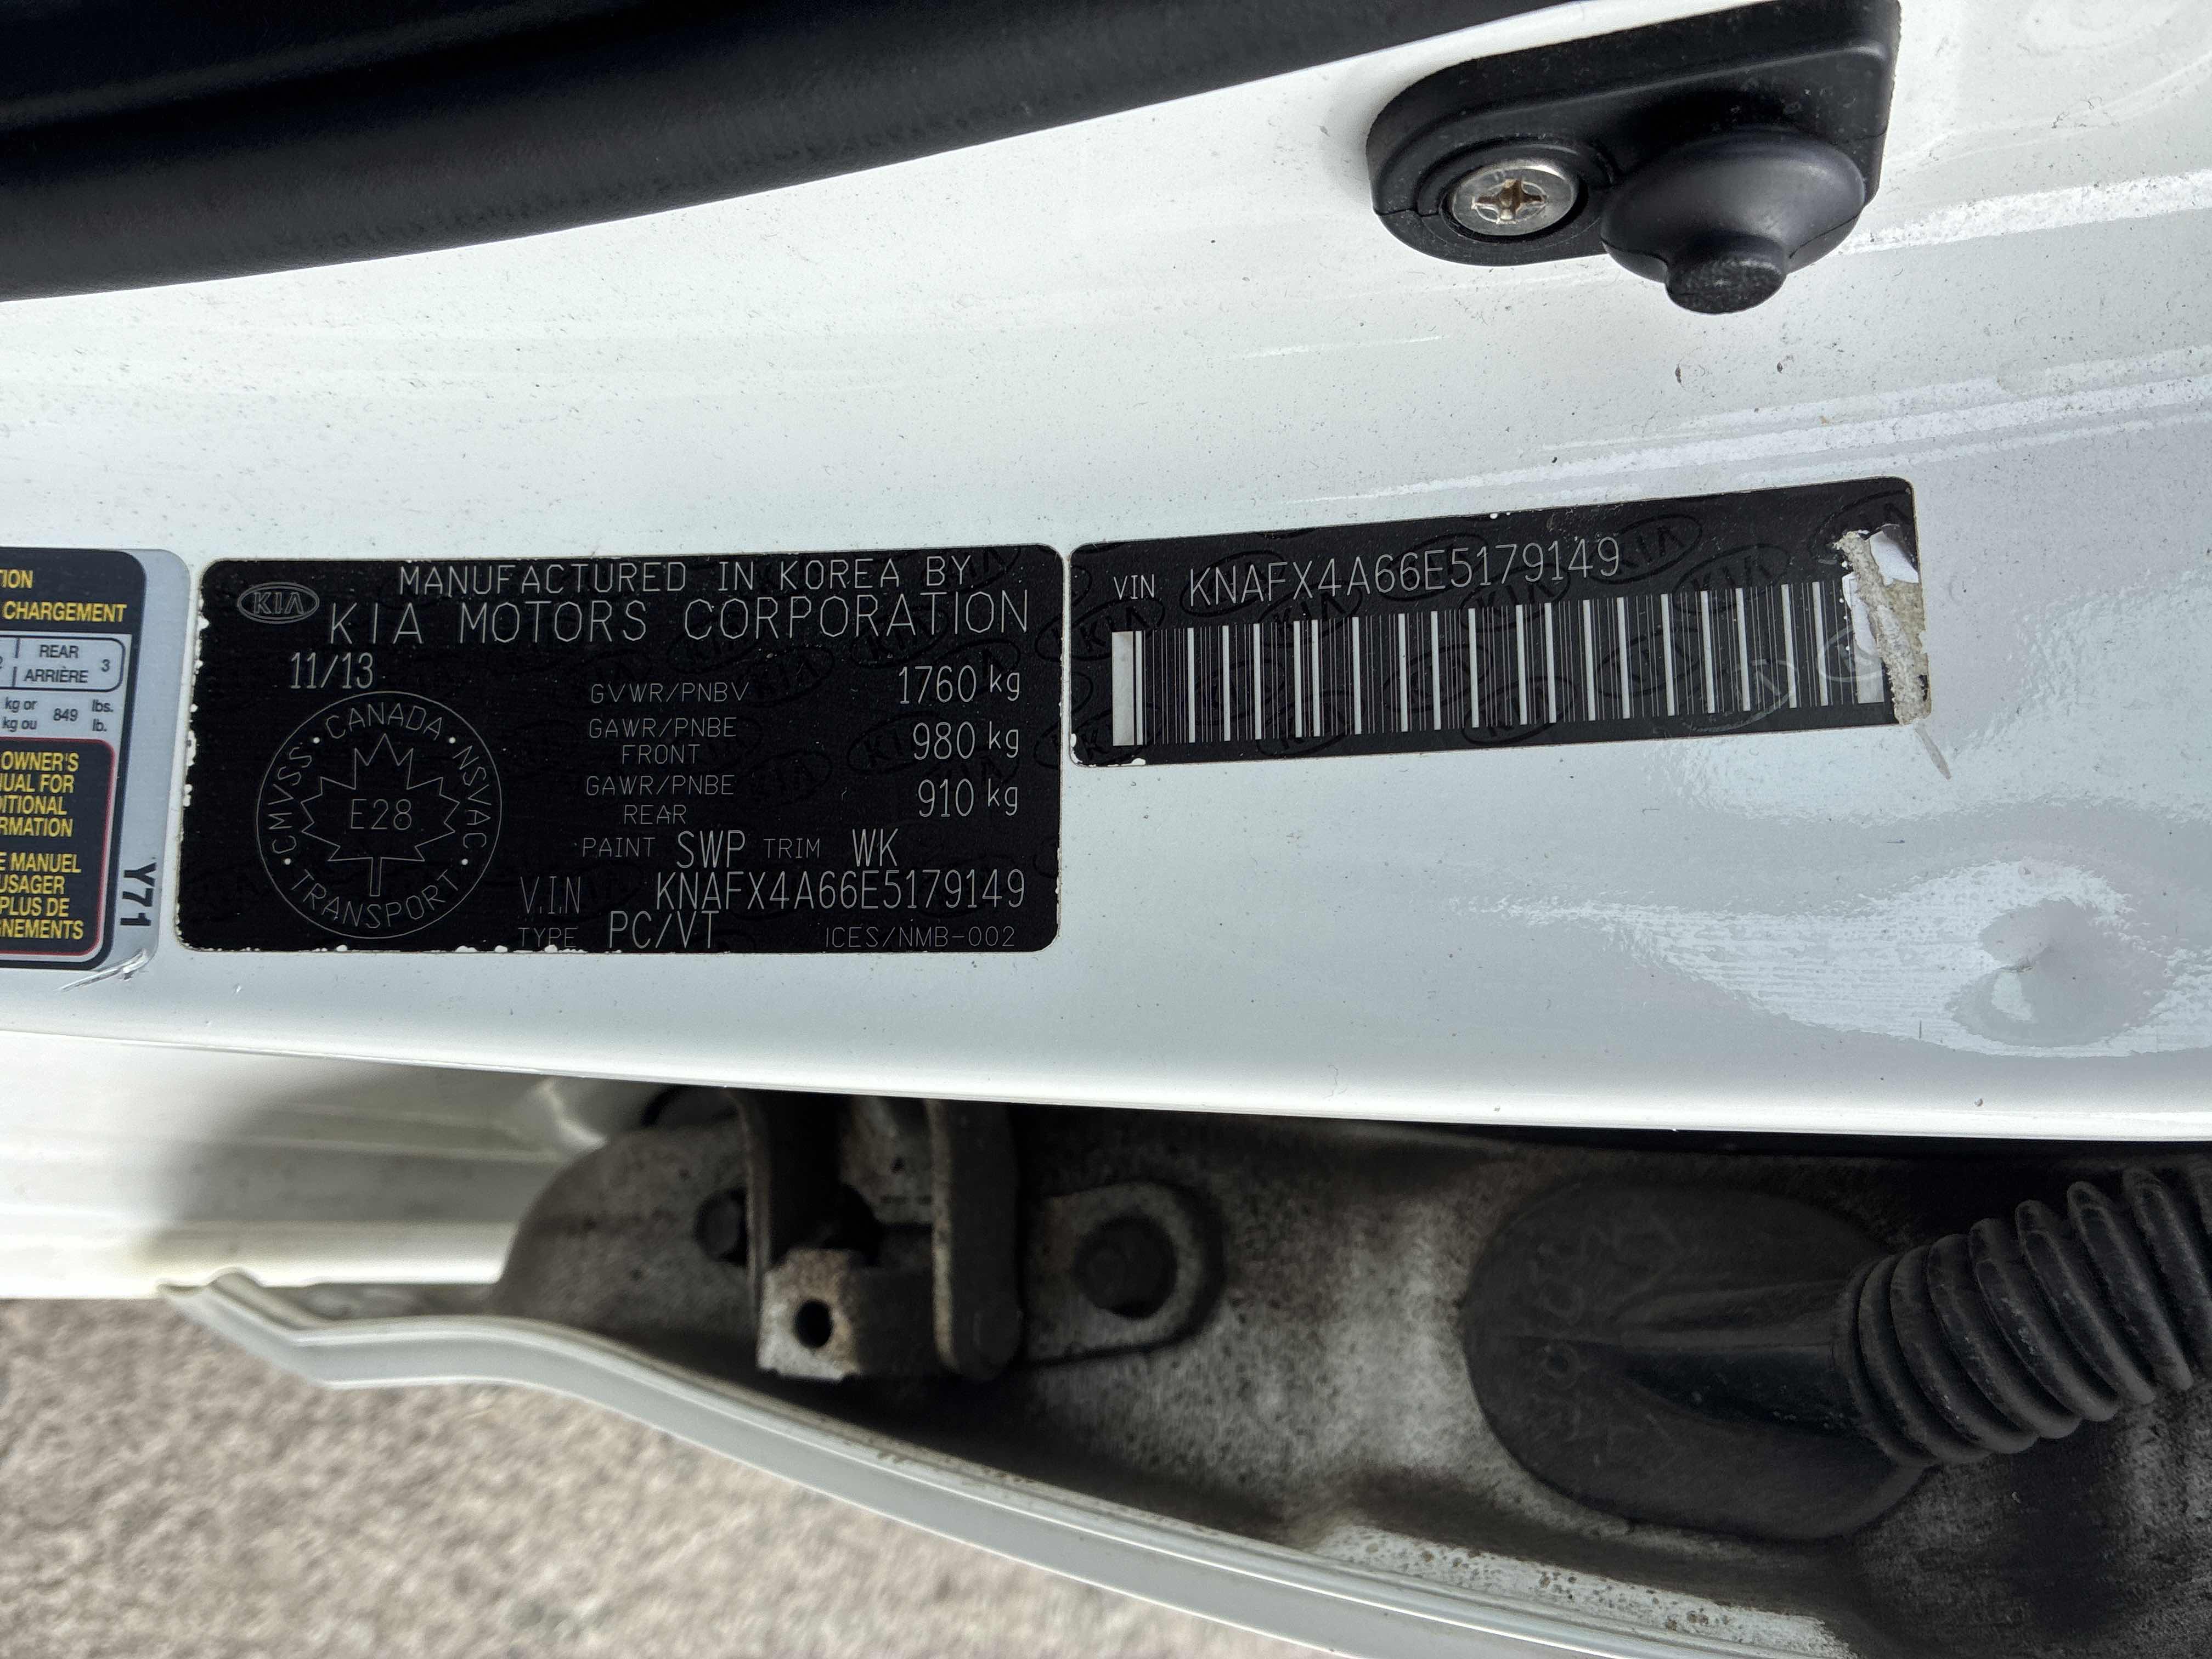 TION
CHARGEMENT
REAR 3
ARRIÈRE
kg or 849 lbs.
kg ou lb.
OWNER'S
UAL FOR
DITIONAL
RMATION
E MANUEL
USAGER
PLUS DE
GNEMENTS
Y71
KIA
MANUFACTURED IN KOREA BY
KIA MOTORS CORPORATION
11/13
GVWR/PNBV 1760 kg
GAWR/PNBE
FRONT 980 kg
GAWR/PNBE
REAR 910 kg
CANADA · NSVAC · TRANSPORT · CMVSS ·
E28
PAINT SWP TRIM WK
V.I.N KNAFX4A66E5179149
TYPE PC/VT ICES/NMB-002
VIN KNAFX4A66E5179149